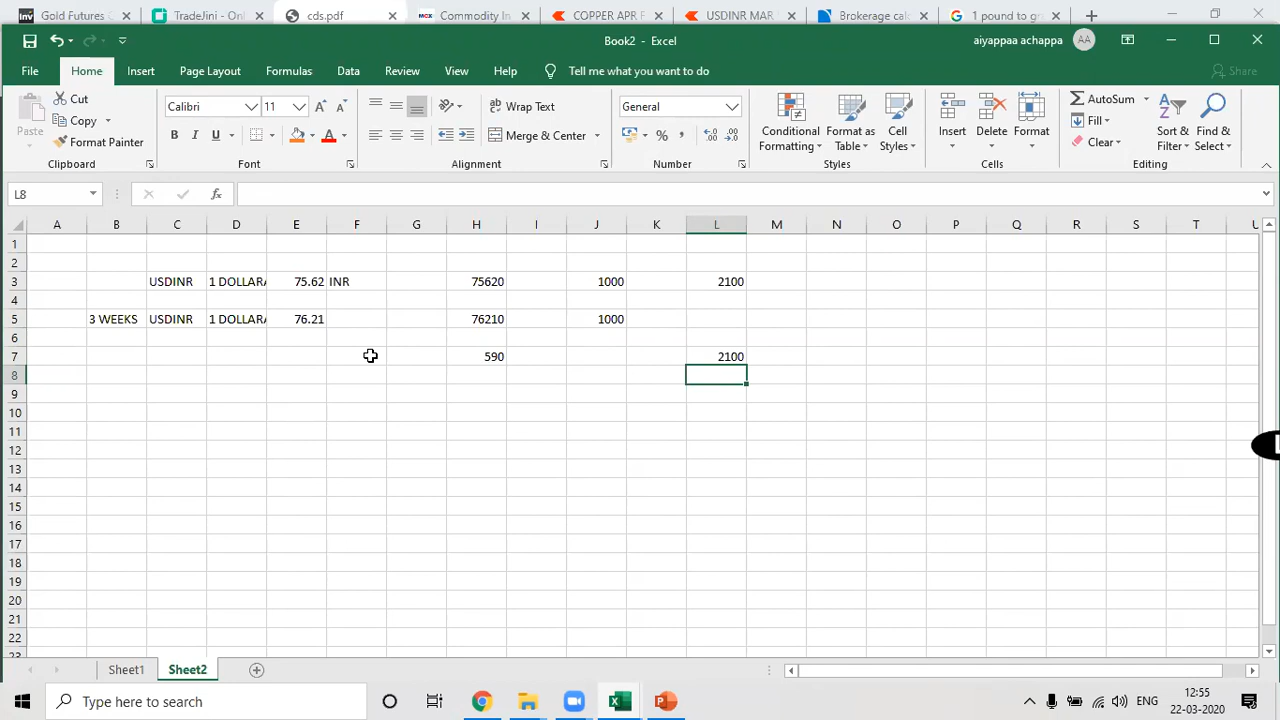 TradeJini - Onli
cds.pdf
Commodity In
COPPER APR F
USDINR MAR
Brokerage cal
1 pound to gr
Gold Futures C
Book2 - Excel
aiyappaa achappa
AA
File
Home
Insert
Page Layout
Formulas
Data
Review
View
Help
Tell me what you want to do
Share
Paste
Cut
Copy
Format Painter
Clipboard
Calibri
11
B I U
Font
Wrap Text
Merge & Center
Alignment
General
Number
Conditional Formatting
Format as Table
Cell Styles
Styles
Insert
Delete
Format
Cells
AutoSum
Fill
Clear
Sort & Filter
Find & Select
Editing
L8
fx
A B C D E F G H I J K L M N O P Q R S T U
1
2
3 USDINR 1 DOLLARA 75.62 INR 75620 1000 2100
4
5 3 WEEKS USDINR 1 DOLLARA 76.21 76210 1000
6
7 590 2100
8
9
10
11
12
13
14
15
16
17
18
19
20
21
22
23
Sheet1
Sheet2
Type here to search
ENG
12:55
22-03-2020